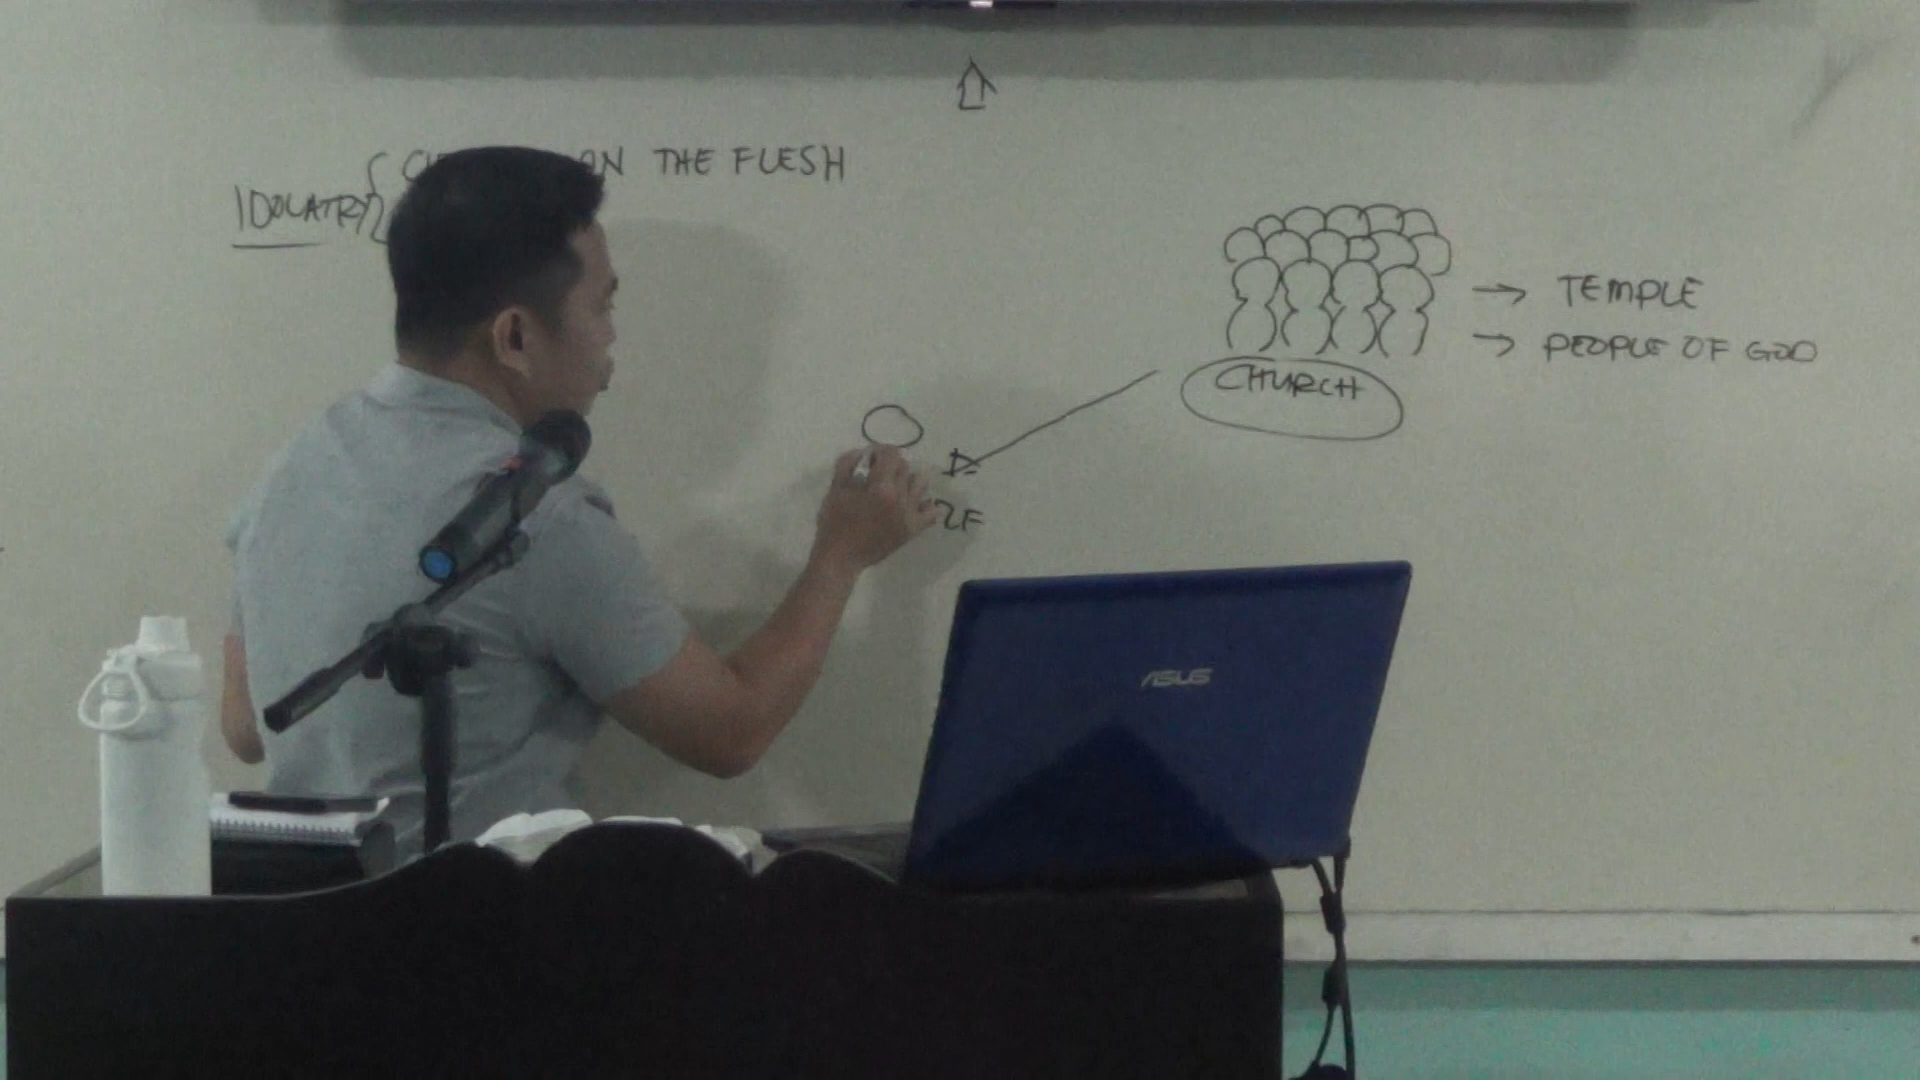 ON THE FLESH
IDOLATRY
TEMPLE
PEOPLE OF GOD
CHURCH
ASUS